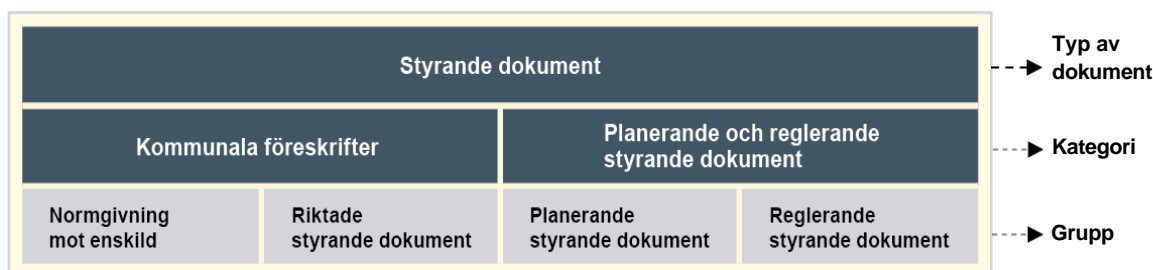 Styrande dokument
Typ av
dokument
Kommunala föreskrifter
Planerande och reglerande
styrande dokument
Kategori
Normgivning
mot enskild
Riktade
styrande dokument
Planerande
styrande dokument
Reglerande
styrande dokument
Grupp